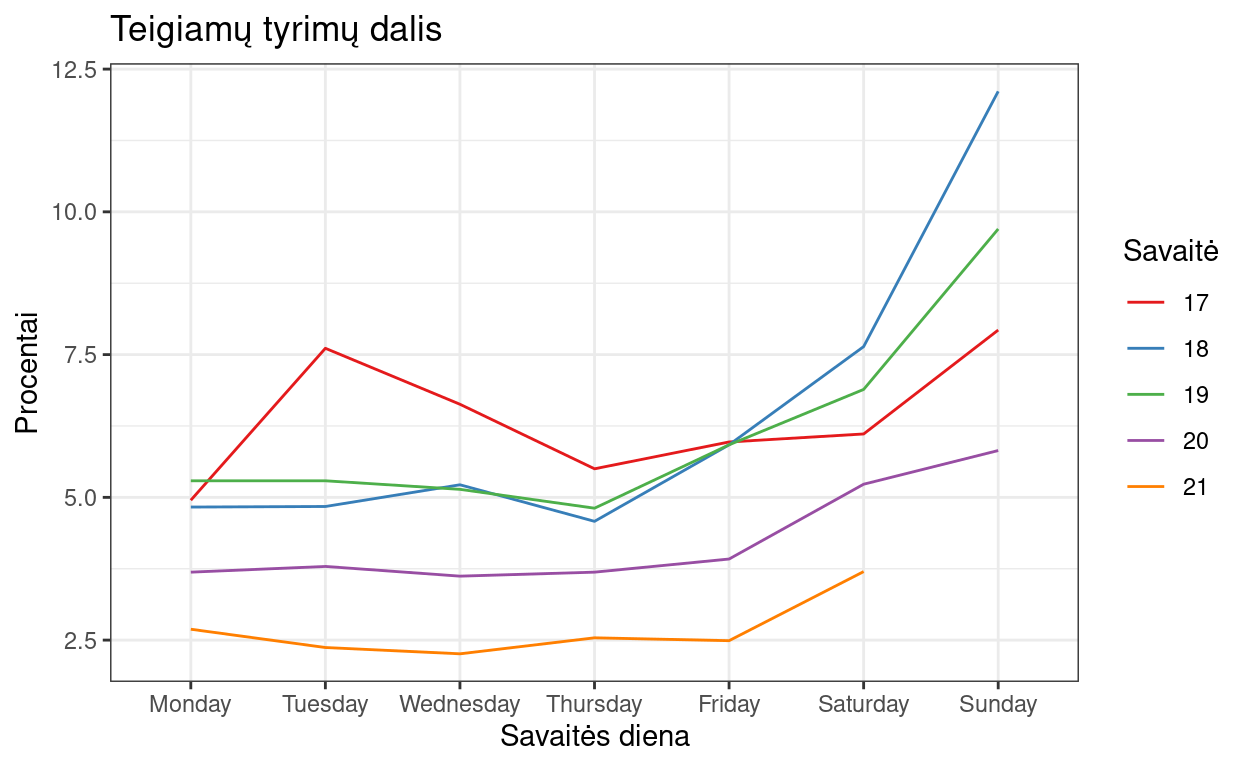 Teigiamų tyrimų dalis
Procentai
12.5
10.0
7.5
5.0
2.5
Monday
Tuesday
Wednesday
Thursday
Friday
Saturday
Sunday
Savaitės diena
Savaitė
17
18
19
20
21